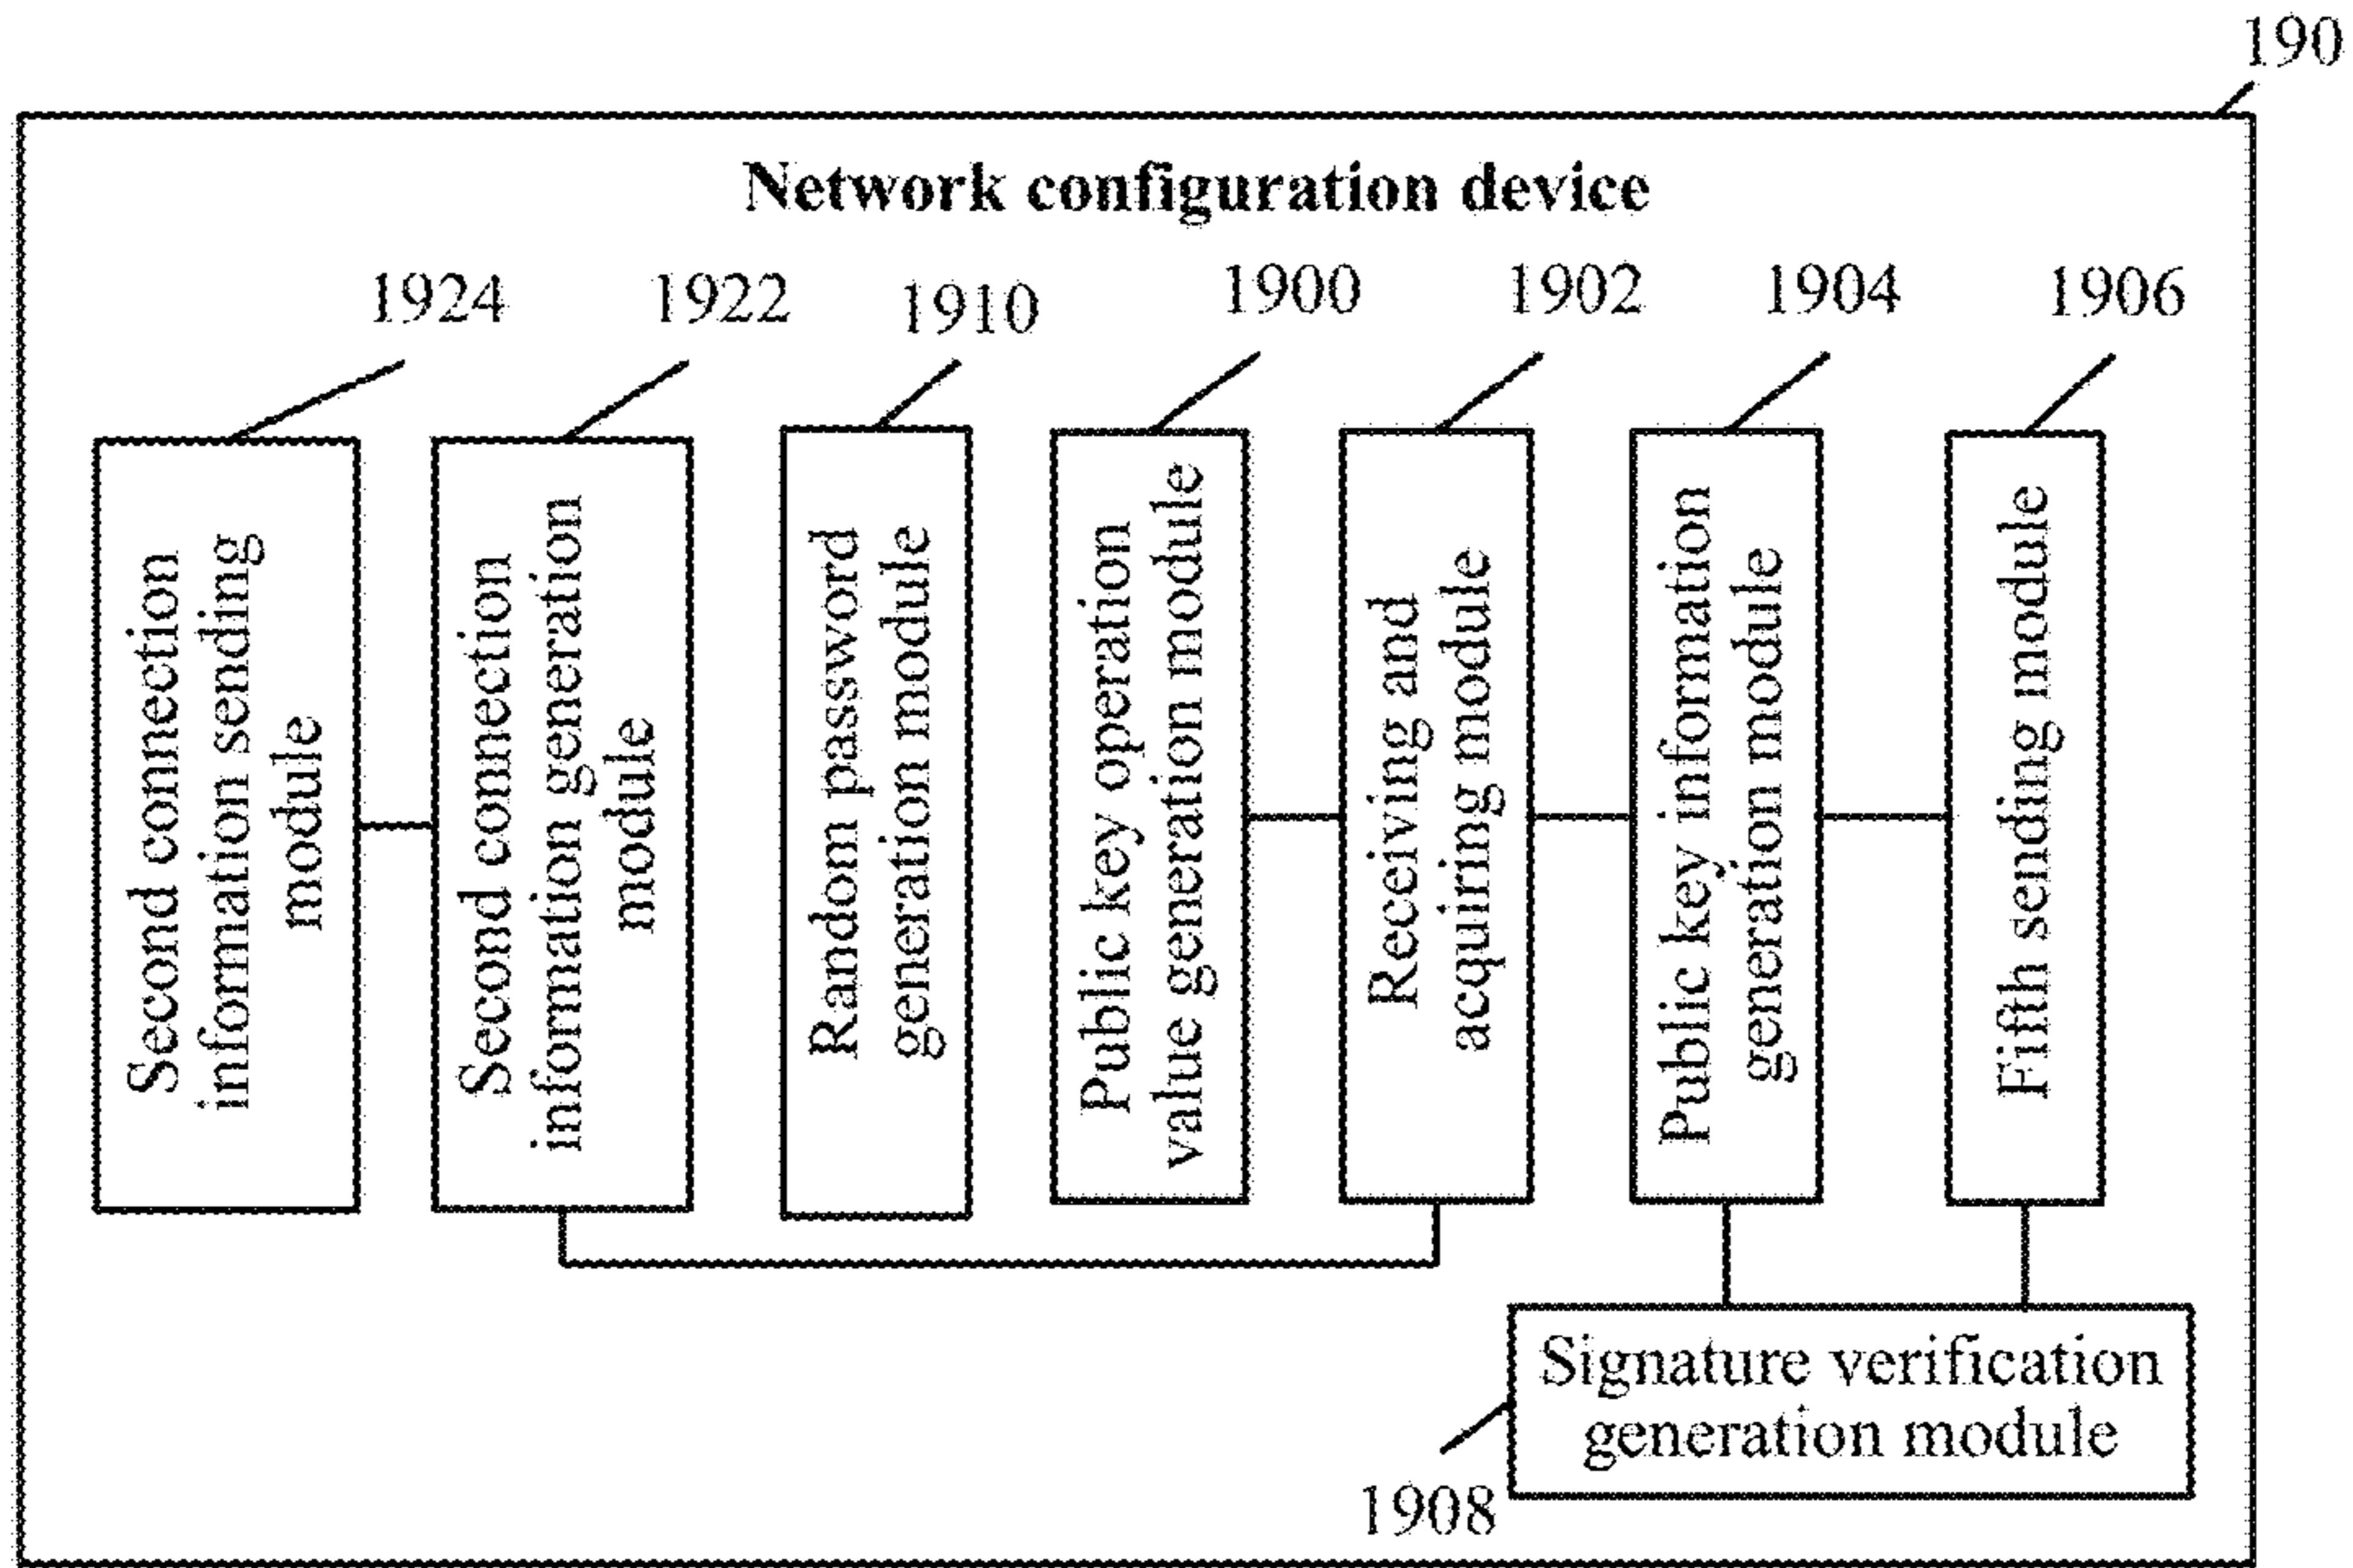 190
Network configuration device
1924
1922
1910
1900
1902
1904
1906
Second connection
information sending
module
Second connection
information generation
module
Random password
generation module
Public key operation
value generation module
Receiving and
acquiring module
Public key information
generation module
Fifth sending module
Signature verification
generation module
1908